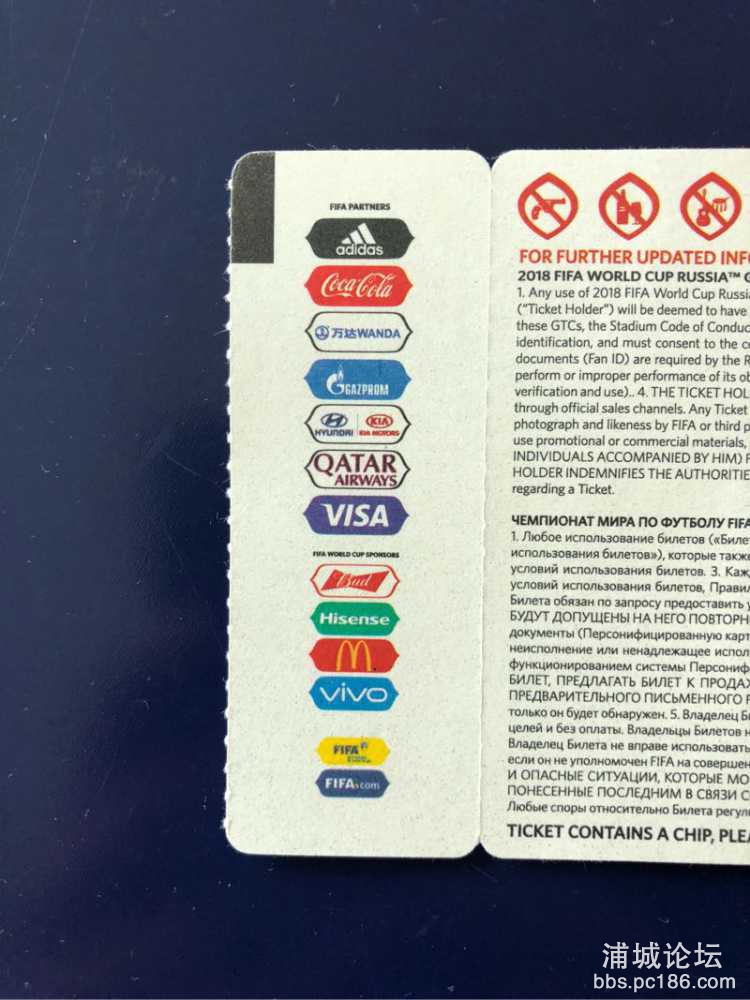 FIFA PARTNERS
adidas
Coca-Cola
万达WANDA
GAZPROM
HYUNDAI KIA MOTORS
QATAR
AIRWAYS
VISA
FIFA WORLD CUP SPONSORS
Bud
Hisense
vivo
FIFA
FIFA.com
FOR FURTHER UPDATED INFO
2018 FIFA WORLD CUP RUSSIA™ G
1. Any use of 2018 FIFA World Cup Russia
("Ticket Holder") will be deemed to have
these GTCs, the Stadium Code of Conduc
identification, and must consent to the co
documents (Fan ID) are required by the R
perform or improper performance of its ob
verification and use).. 4. THE TICKET HOL
through official sales channels. Any Ticket
photograph and likeness by FIFA or third p
use promotional or commercial materials,
INDIVIDUALS ACCOMPANIED BY HIM) F
HOLDER INDEMNIFIES THE AUTHORITIE
regarding a Ticket.
ЧЕМПИОНАТ МИРА ПО ФУТБОЛУ FIFA
1. Любое использование билетов («Биле
использования билетов»), которые также
условий использования билетов. 3. Каж
условий использования билетов, Прави
Билета обязан по запросу предоставить у
БУДУТ ДОПУЩЕНЫ НА НЕГО ПОВТОРН
документы (Персонифицированную карт
неисполнение или ненадлежащее испол
функционированием системы Персониф
БИЛЕТ, ПРЕДЛАГАТЬ БИЛЕТ К ПРОДАЖ
ПРЕДВАРИТЕЛЬНОГО ПИСЬМЕННОГО Р
только он будет обнаружен. 5. Владелец Б
целей и без оплаты. Владельцы Билетов н
Владелец Билета не вправе использовать
если он не уполномочен FIFA на совершен
И ОПАСНЫЕ СИТУАЦИИ, КОТОРЫЕ МО
ПОНЕСЕННЫЕ ПОСЛЕДНИМ В СВЯЗИ С
Любые споры относительно Билета регул
TICKET CONTAINS A CHIP, PLEA
浦城论坛
bbs.pc186.com